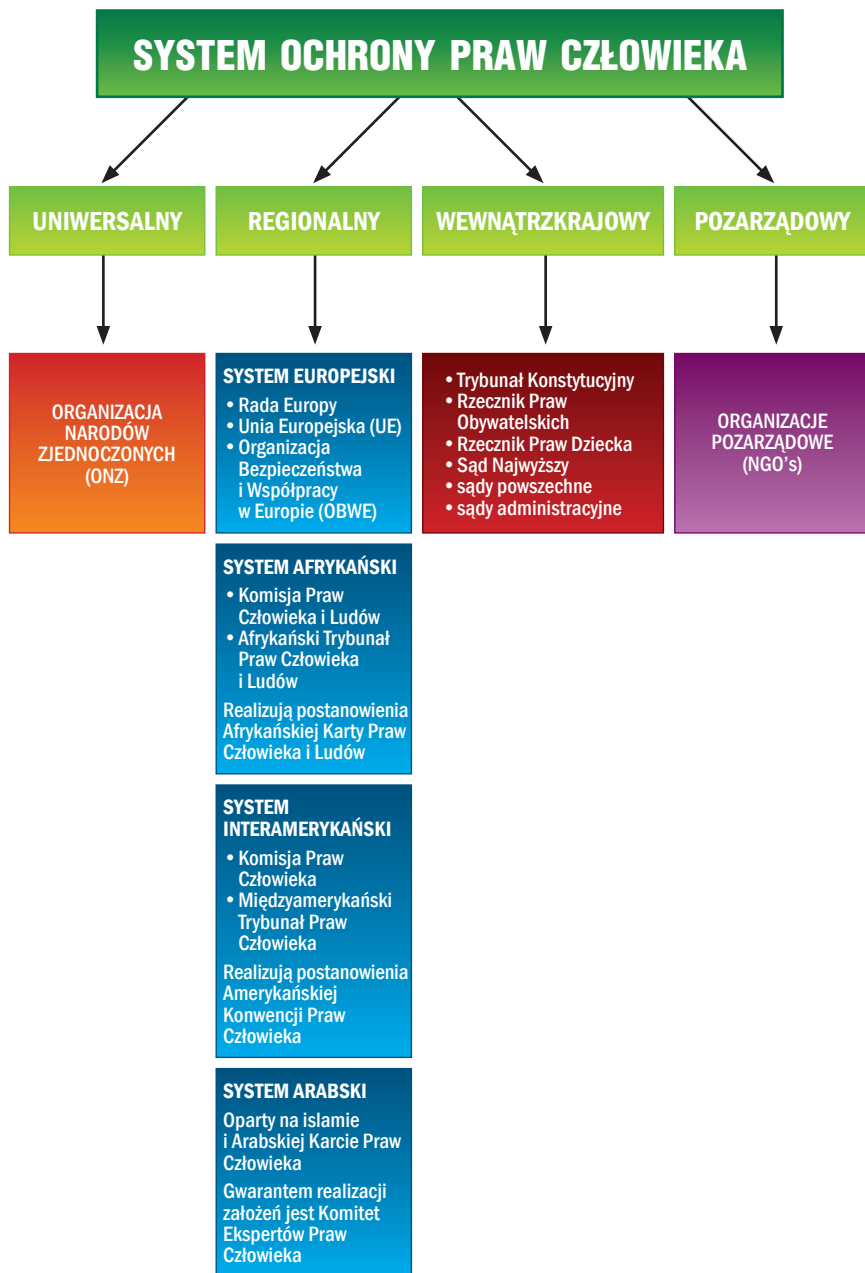 SYSTEM OCHRONY PRAW CZŁOWIEKA
UNIWERSALNY
REGIONALNY
WEWNĄTRZKRAJOWY
POZARZĄDOWY
ORGANIZACJA
NARODÓW
ZJEDNOCZONYCH
(ONZ)
SYSTEM EUROPEJSKI
• Rada Europy
• Unia Europejska (UE)
• Organizacja
Bezpieczeństwa
i Współpracy
w Europie (OBWE)
SYSTEM AFRYKAŃSKI
• Komisja Praw
Człowieka i Ludów
• Afrykański Trybunał
Praw Człowieka
i Ludów
Realizują postanowienia
Afrykańskiej Karty Praw
Człowieka i Ludów
SYSTEM
INTERAMERYKAŃSKI
• Komisja Praw
Człowieka
• Międzyamerykański
Trybunał Praw
Człowieka
Realizują postanowienia
Amerykańskiej
Konwencji Praw
Człowieka
SYSTEM ARABSKI
Oparty na islamie
i Arabskiej Karcie Praw
Człowieka
Gwarantem realizacji
założeń jest Komitet
Ekspertów Praw
Człowieka
• Trybunał Konstytucyjny
• Rzecznik Praw
Obywatelskich
• Rzecznik Praw Dziecka
• Sąd Najwyższy
• sądy powszechne
• sądy administracyjne
ORGANIZACJE
POZARZĄDOWE
(NGO's)